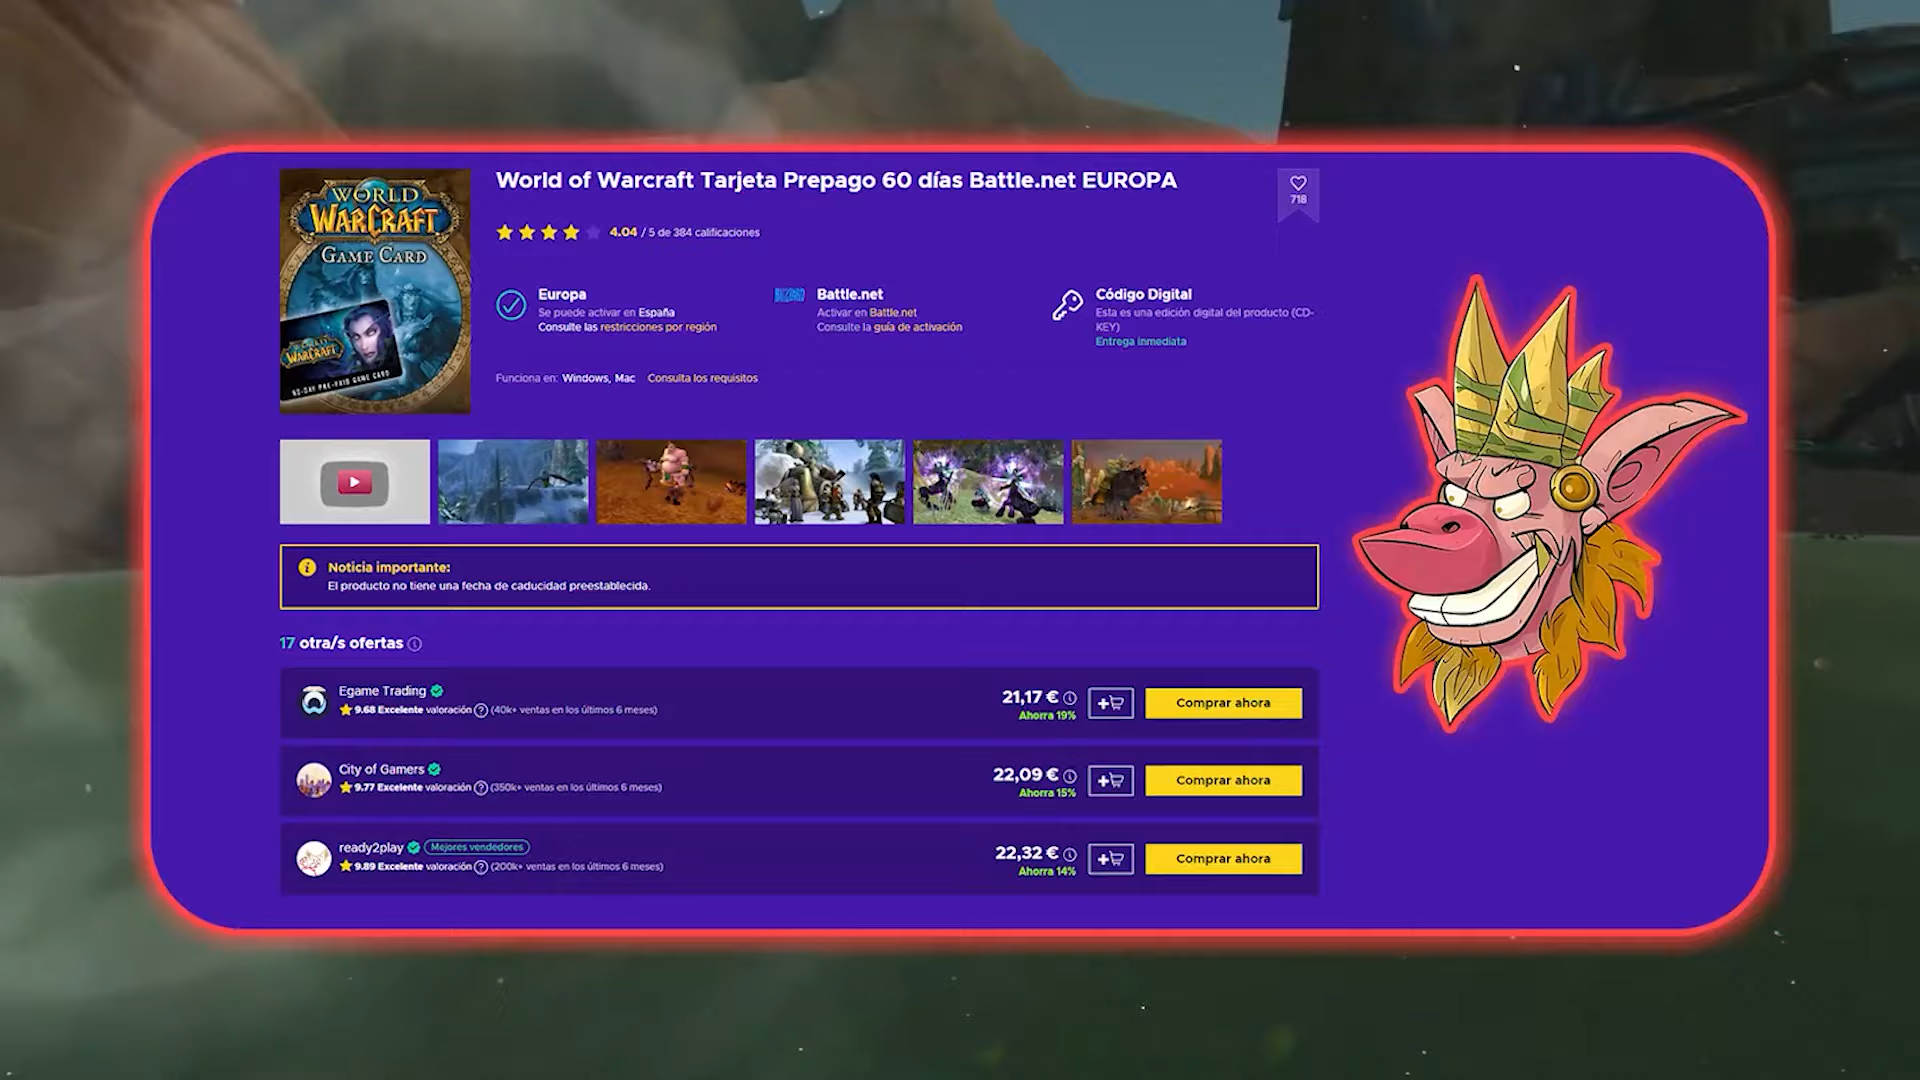 World of Warcraft Tarjeta Prepago 60 días Battle.net EUROPA
718
4.04 / 5 de 384 calificaciones
WORLD
OF
WARCRAFT
GAME CARD
WORLD
OF
WARCRAFT
60-DAY PRE-PAID GAME CARD
Europa
Se puede activar en España
Consulte las restricciones por región
BLIZZARD
Battle.net
Activar en Battle.net
Consulte la guía de activación
Código Digital
Esta es una edición digital del producto (CD-
KEY)
Entrega inmediata
Funciona en: Windows, Mac Consulta los requisitos
Noticia importante:
El producto no tiene una fecha de caducidad preestablecida.
17 otra/s ofertas
Egame Trading
9.68 Excelente valoración (40k+ ventas en los últimos 6 meses)
21,17 €
Ahorra 19%
Comprar ahora
City of Gamers
9.77 Excelente valoración (350k+ ventas en los últimos 6 meses)
22,09 €
Ahorra 15%
Comprar ahora
ready2play Mejores vendedores
9.89 Excelente valoración (200k+ ventas en los últimos 6 meses)
22,32 €
Ahorra 14%
Comprar ahora